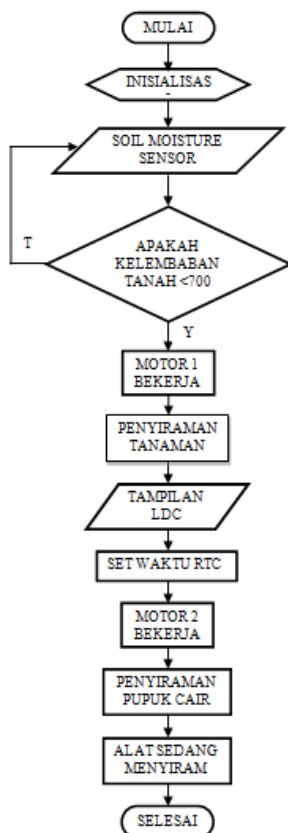 MULAI
INISIALISAS
SOIL MOISTURE
SENSOR
T
APAKAH
KELEMBABAN
TANAH <700
Y
MOTOR 1
BEKERJA
PENYIRAMAN
TANAMAN
TAMPILAN
LDC
SET WAKTU RTC
MOTOR 2
BEKERJA
PENYIRAMAN
PUPUK CAIR
ALAT SEDANG
MENYIRAM
SELESAI